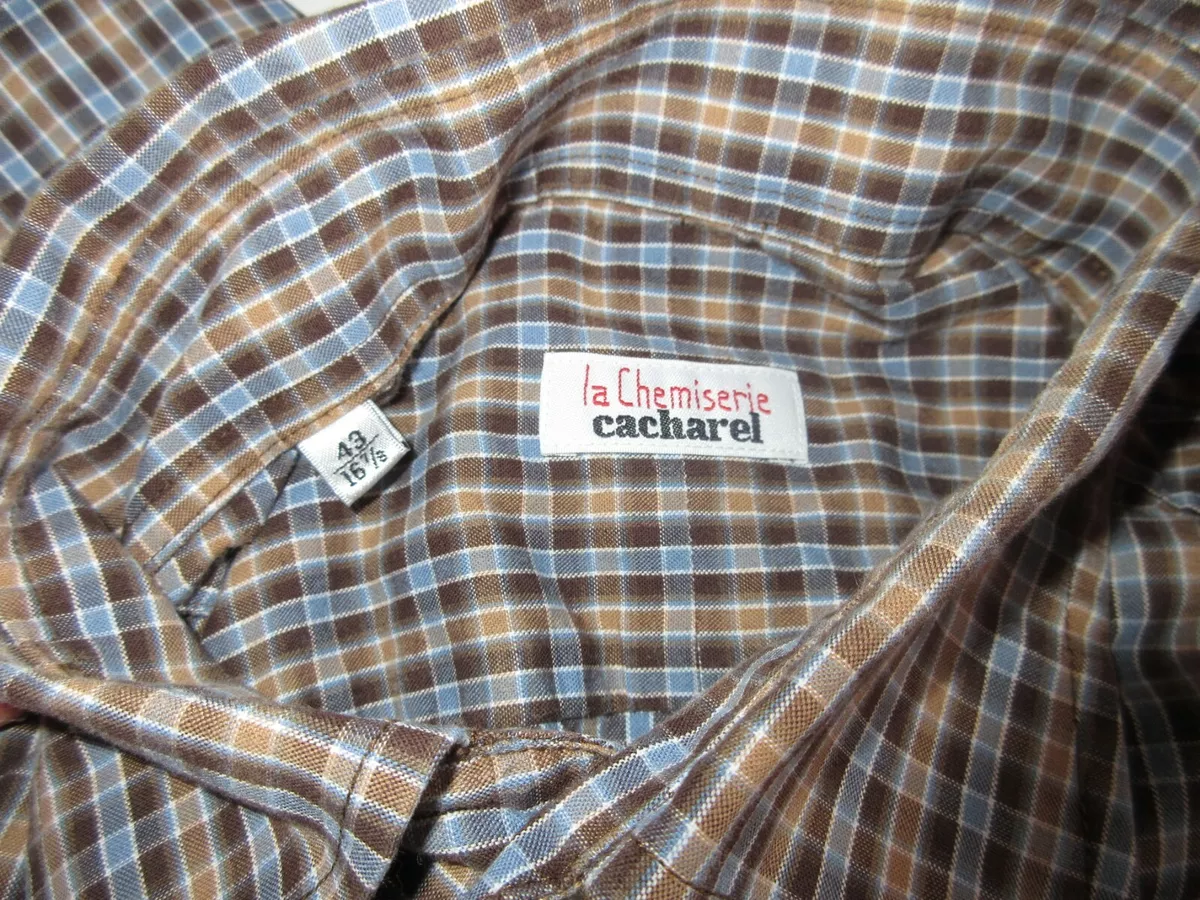 la Chemiserie
cacharel
43
16 7/8